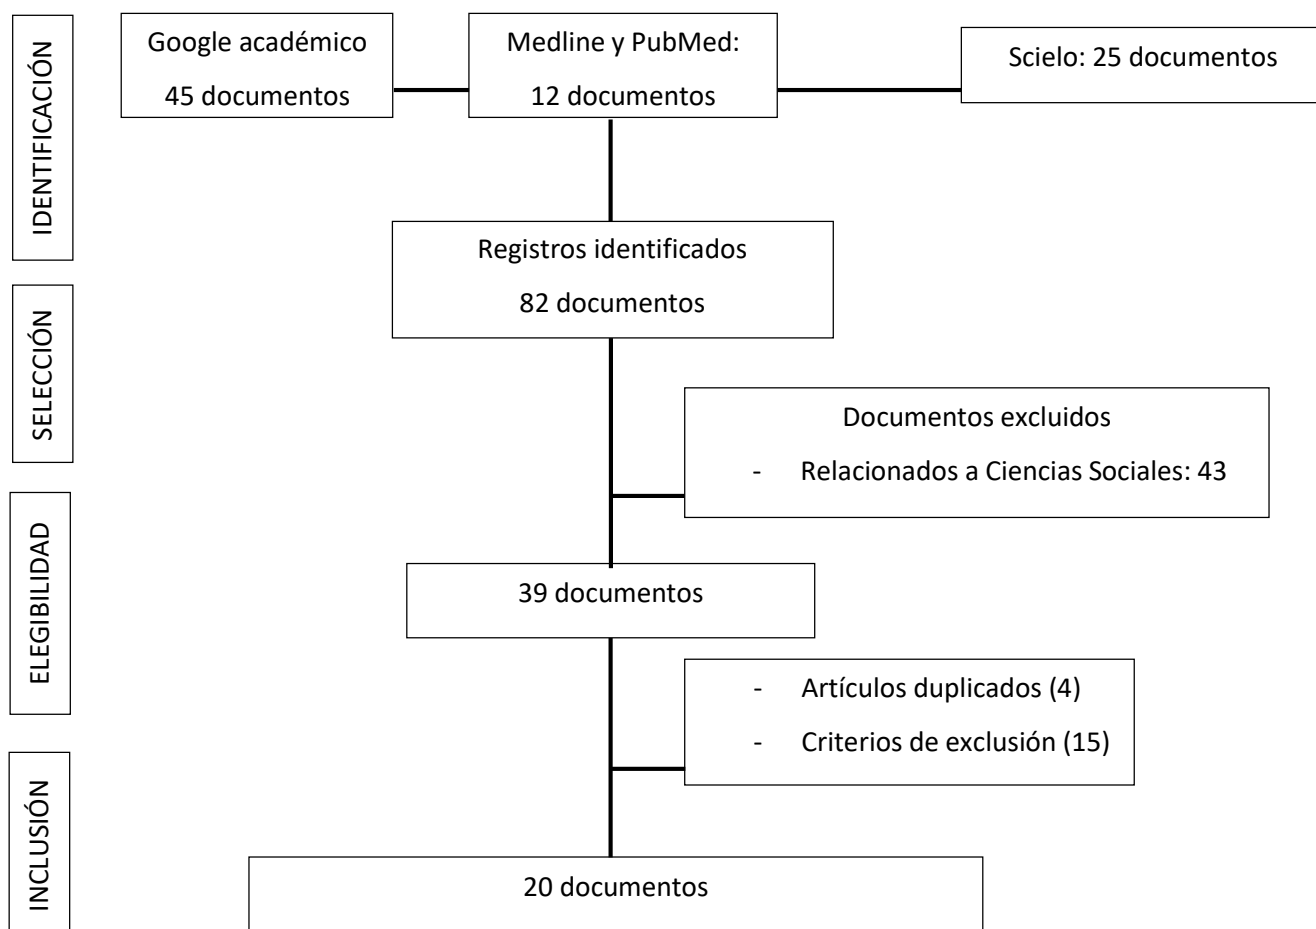 IDENTIFICACIÓN
Google académico
45 documentos
Medline y PubMed:
12 documentos
Scielo: 25 documentos
Registros identificados
82 documentos
SELECCIÓN
Documentos excluidos
- Relacionados a Ciencias Sociales: 43
ELEGIBILIDAD
39 documentos
- Artículos duplicados (4)
- Criterios de exclusión (15)
INCLUSIÓN
20 documentos